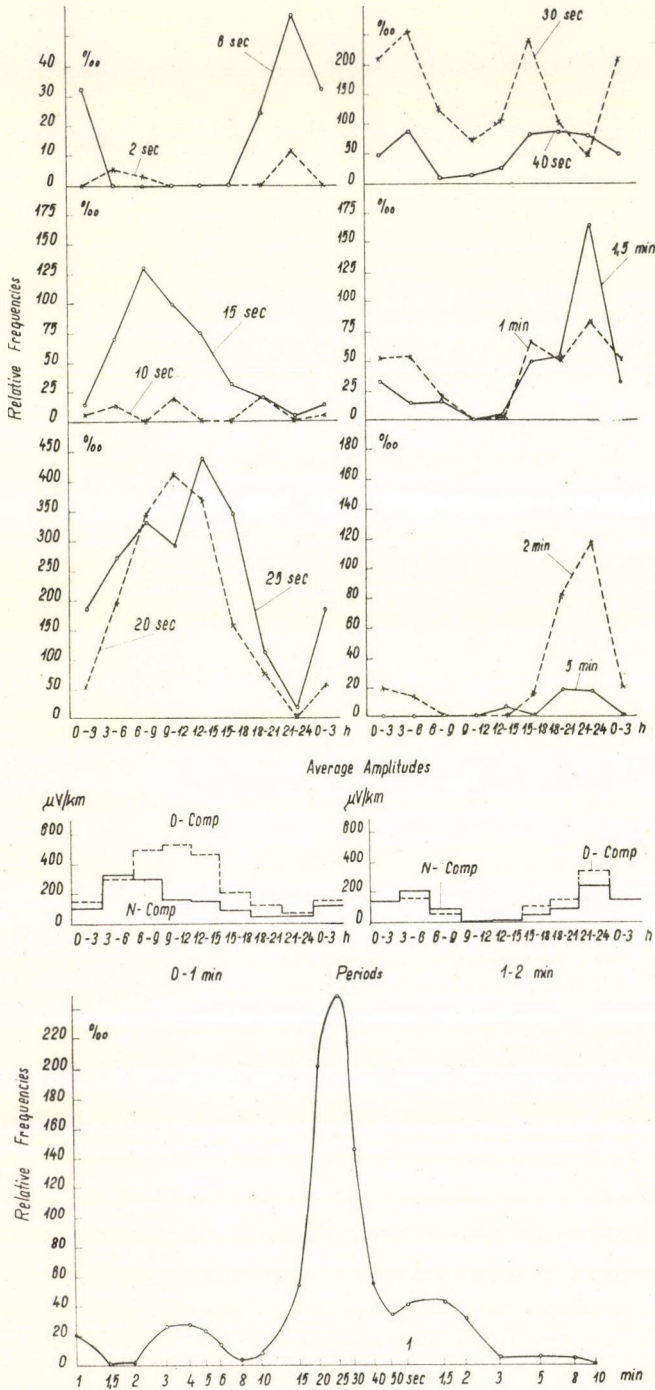 Relative Frequencies
‰
40
30
20
10
0
6 sec
2 sec
‰
200
150
100
50
0
30 sec
40 sec
‰
175
150
125
100
75
50
25
0
15 sec
10 sec
‰
175
150
125
100
75
50
25
0
1,5 min
1 min
‰
450
400
350
300
250
200
150
100
50
0
25 sec
20 sec
0-3 3-6 6-9 9-12 12-15 15-18 18-21 21-24 0-3 h
‰
180
160
140
120
100
80
60
40
20
0
2 min
5 min
0-3 3-6 6-9 9-12 12-15 15-18 18-21 21-24 0-3 h
Average Amplitudes
μV/km
600
400
200
0
D-Comp
N-Comp
0-3 3-6 6-9 9-12 12-15 15-18 18-21 21-24 0-3 h
μV/km
600
400
200
0
N-Comp
D-Comp
0-3 3-6 6-9 9-12 12-15 15-18 18-21 21-24 0-3 h
0-1 min Periods 1-2 min
Relative Frequencies
‰
220
200
180
160
140
120
100
80
60
40
20
0
1
1 1,5 2 3 4 5 6 8 10 15 20 25 30 40 50 sec 1,5 2 3 5 8 10 min